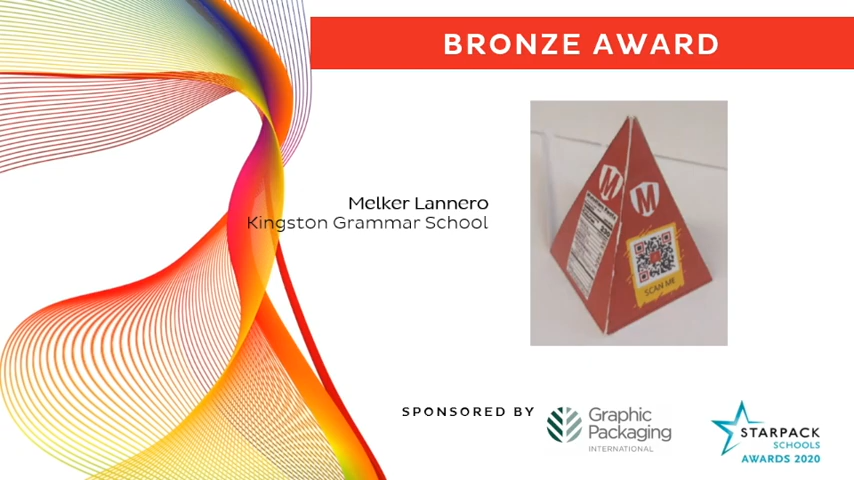 BRONZE AWARD
Melker Lannero
Kingston Grammar School
M
M
SCAN ME
SPONSORED BY
Graphic
Packaging
INTERNATIONAL
STARPACK
SCHOOLS
AWARDS 2020